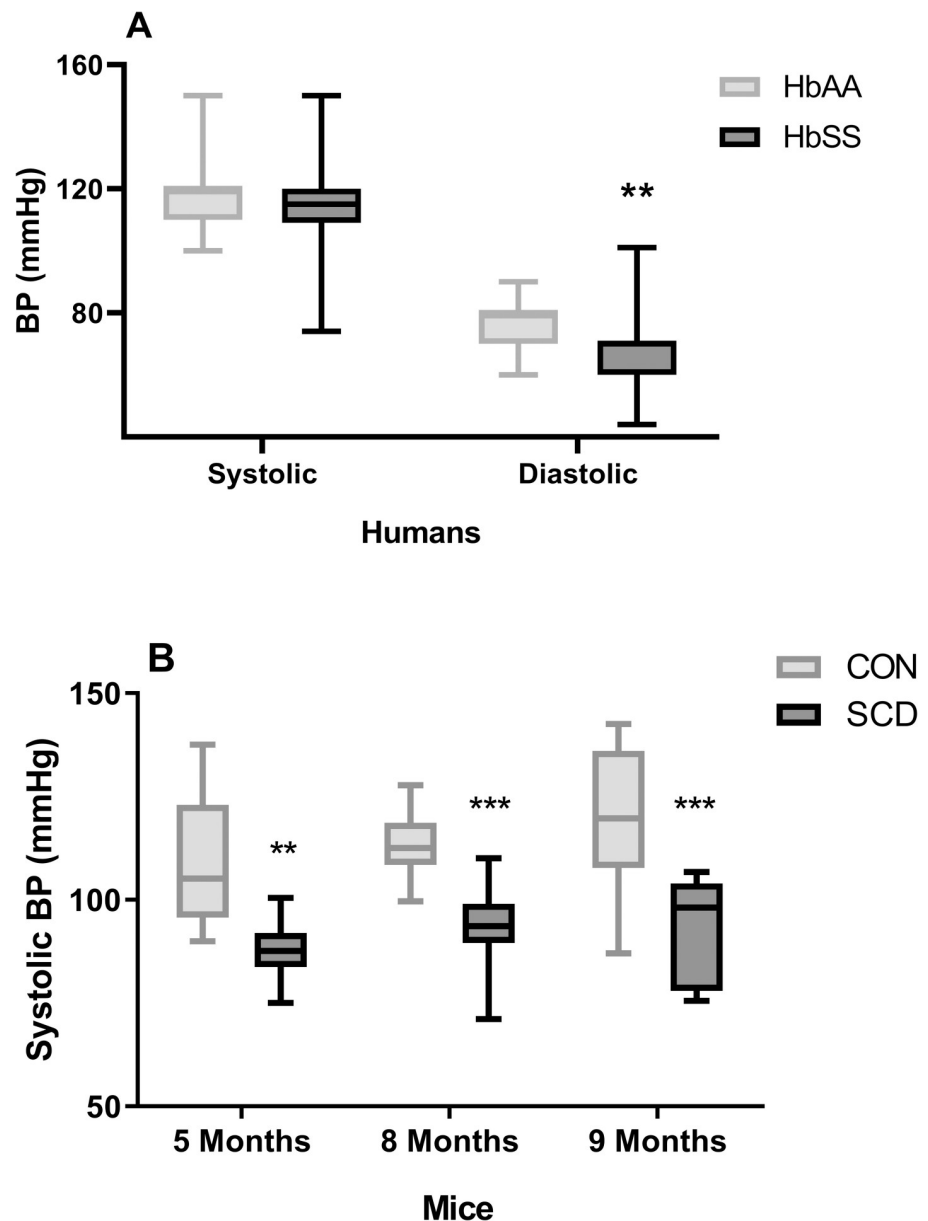 A
160
120
80
BP (mmHg)
HbAA
HbSS
**
Systolic
Diastolic
Humans
B
150
100
50
Systolic BP (mmHg)
CON
SCD
**
***
***
5 Months
8 Months
9 Months
Mice